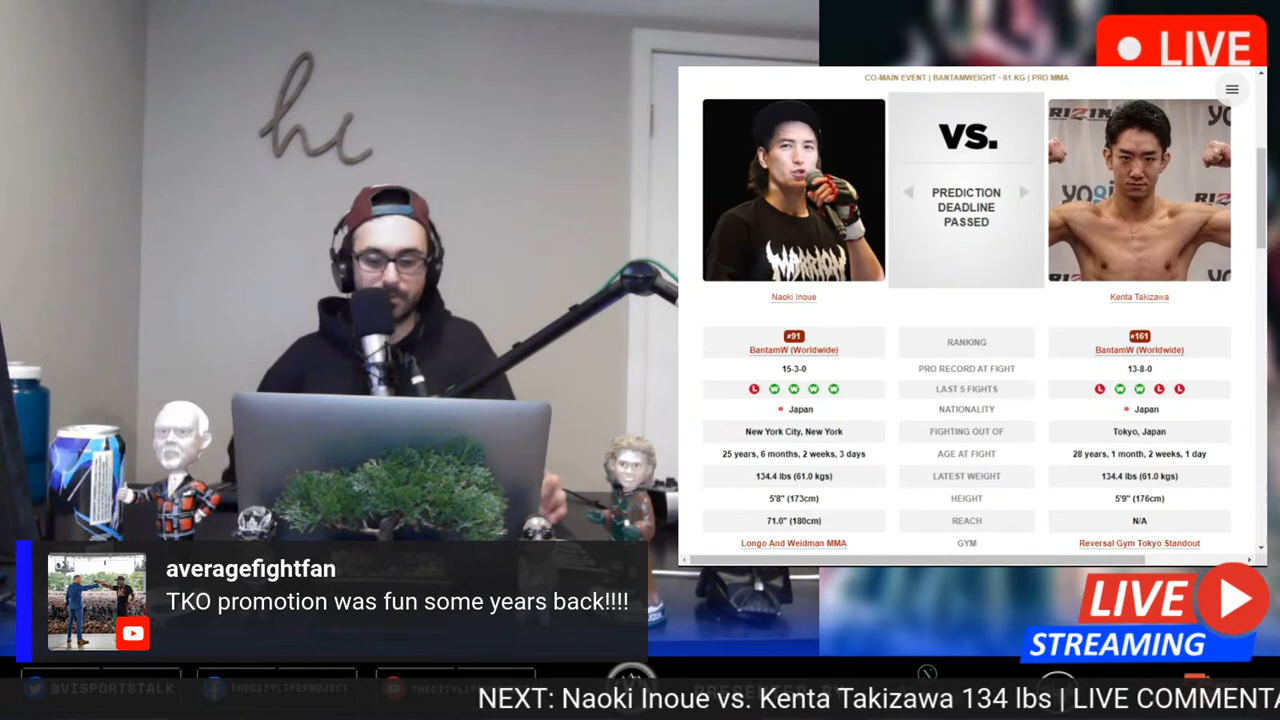 hi
LIVE
CO-MAIN EVENT | BANTAMWEIGHT · 61 KG | PRO MMA
VS.
PREDICTION
DEADLINE
PASSED
RIZIN
yogi
RIZ
Naoki Inoue
Kenta Takizawa
#91
BantamW (Worldwide)
RANKING
#161
BantamW (Worldwide)
15-3-0
PRO RECORD AT FIGHT
13-8-0
L W W W W
LAST 5 FIGHTS
L W W L L
Japan
NATIONALITY
Japan
New York City, New York
FIGHTING OUT OF
Tokyo, Japan
25 years, 6 months, 2 weeks, 3 days
AGE AT FIGHT
28 years, 1 month, 2 weeks, 1 day
134.4 lbs (61.0 kgs)
LATEST WEIGHT
134.4 lbs (61.0 kgs)
5'8" (173cm)
HEIGHT
5'9" (176cm)
71.0" (180cm)
REACH
N/A
Longo And Weidman MMA
GYM
Reversal Gym Tokyo Standout
averagefightfan
TKO promotion was fun some years back!!!!
LIVE
STREAMING
@VISPORTSTALK
THECITYLIFEPROJECT
NEXT: Naoki Inoue vs. Kenta Takizawa 134 lbs | LIVE COMMENTA